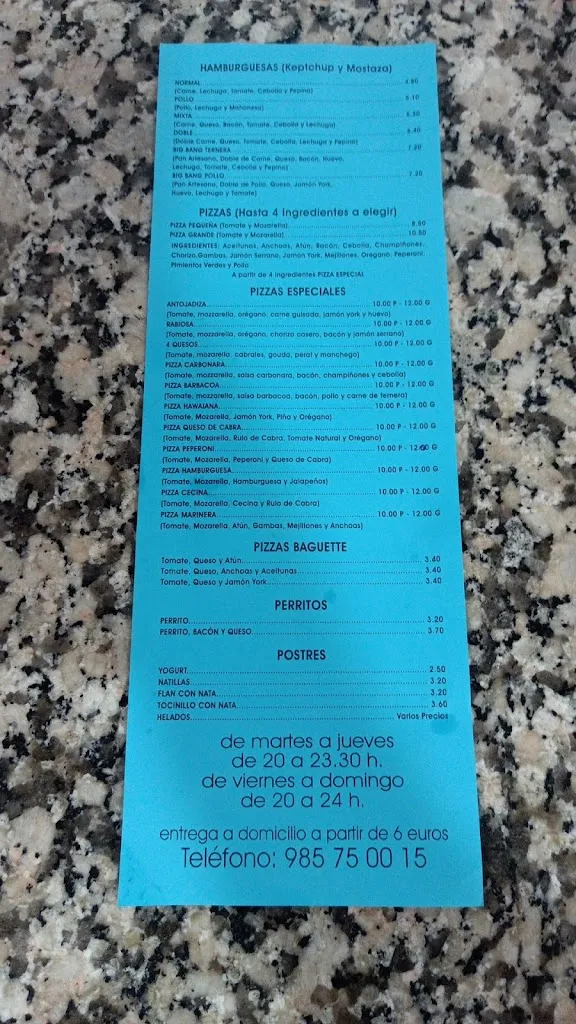 HAMBURGUESAS (Keptchup y Mostaza)
NORMAL 4.80
(Carne, Lechuga, Tomate, Cebolla y Pepino)
POLLO 5.10
(Pollo, Lechuga y Mahonesa)
MIXTA 5.50
(Carne, Queso, Bacón, Tomate, Cebolla y Lechuga)
DOBLE 6.40
(Doble Carne, Queso, Tomate, Cebolla, Lechuga y Pepino)
BIG BANG TERNERA 7.20
(Pan Artesano, Doble de Carne, Queso, Bacón, Huevo,
Lechuga, Tomate, Cebolla y Pepino)
BIG BANG POLLO 7.20
(Pan Artesano, Doble de Pollo, Queso, Jamón York,
Huevo, Lechuga y Tomate)
PIZZAS (Hasta 4 Ingredientes a elegir)
PIZZA PEQUEÑA (Tomate y Mozarella) 8.50
PIZZA GRANDE (Tomate y Mozarella) 10.50
INGREDIENTES: Aceitunas, Anchoas, Atún, Bacón, Cebolla, Champiñones,
Chorizo, Gambas, Jamón Serrano, Jamón York, Mejillones, Orégano, Peperoni,
Pimientos Verdes y Pollo
A partir de 4 ingredientes PIZZA ESPECIAL
PIZZAS ESPECIALES
ANTOJADIZA 10.00 P - 12.00 G
(Tomate, mozzarella, orégano, carne guisada, jamón york y huevo)
RABIOSA 10.00 P - 12.00 G
(Tomate, mozzarella, orégano, chorizo casero, bacón y jamón serrano)
4 QUESOS 10.00 P - 12.00 G
(Tomate, mozzarella, cabrales, gouda, peral y manchego)
PIZZA CARBONARA 10.00 P - 12.00 G
(Tomate, mozzarella, salsa carbonara, bacón, champiñones y cebolla)
PIZZA BARBACOA 10.00 P - 12.00 G
(Tomate, mozzarella, salsa barbacoa, bacón, pollo y carne de ternera)
PIZZA HAWAIANA 10.00 P - 12.00 G
(Tomate, Mozarella, Jamón York, Piña y Orégano)
PIZZA QUESO DE CABRA 10.00 P - 12.00 G
(Tomate, Mozarella, Rulo de Cabra, Tomate Natural y Orégano)
PIZZA PEPERONI 10.00 P - 12.00 G
(Tomate, Mozarella, Peperoni y Queso de Cabra)
PIZZA HAMBURGUESA 10.00 P - 12.00 G
(Tomate, Mozarella, Hamburguesa y Jalapeños)
PIZZA CECINA 10.00 P - 12.00 G
(Tomate, Mozarella, Cecina y Rulo de Cabra)
PIZZA MARINERA 10.00 P - 12.00 G
(Tomate, Mozarella, Atún, Gambas, Mejillones y Anchoas)
PIZZAS BAGUETTE
Tomate, Queso y Atún 3.40
Tomate, Queso, Anchoas y Aceitunas 3.40
Tomate, Queso y Jamón York 3.40
PERRITOS
PERRITO 3.20
PERRITO, BACÓN Y QUESO 3.70
POSTRES
YOGURT 2.50
NATILLAS 3.20
FLAN CON NATA 3.20
TOCINILLO CON NATA 3.60
HELADOS Varios Precios
de martes a jueves
de 20 a 23.30 h.
de viernes a domingo
de 20 a 24 h.
entrega a domicilio a partir de 6 euros
Teléfono: 985 75 00 15